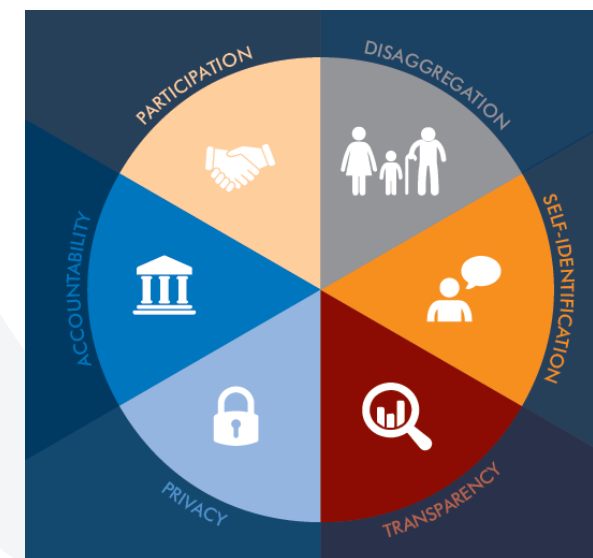 PARTICIPATION
DISAGGREGATION
SELF-IDENTIFICATION
TRANSPARENCY
PRIVACY
ACCOUNTABILITY